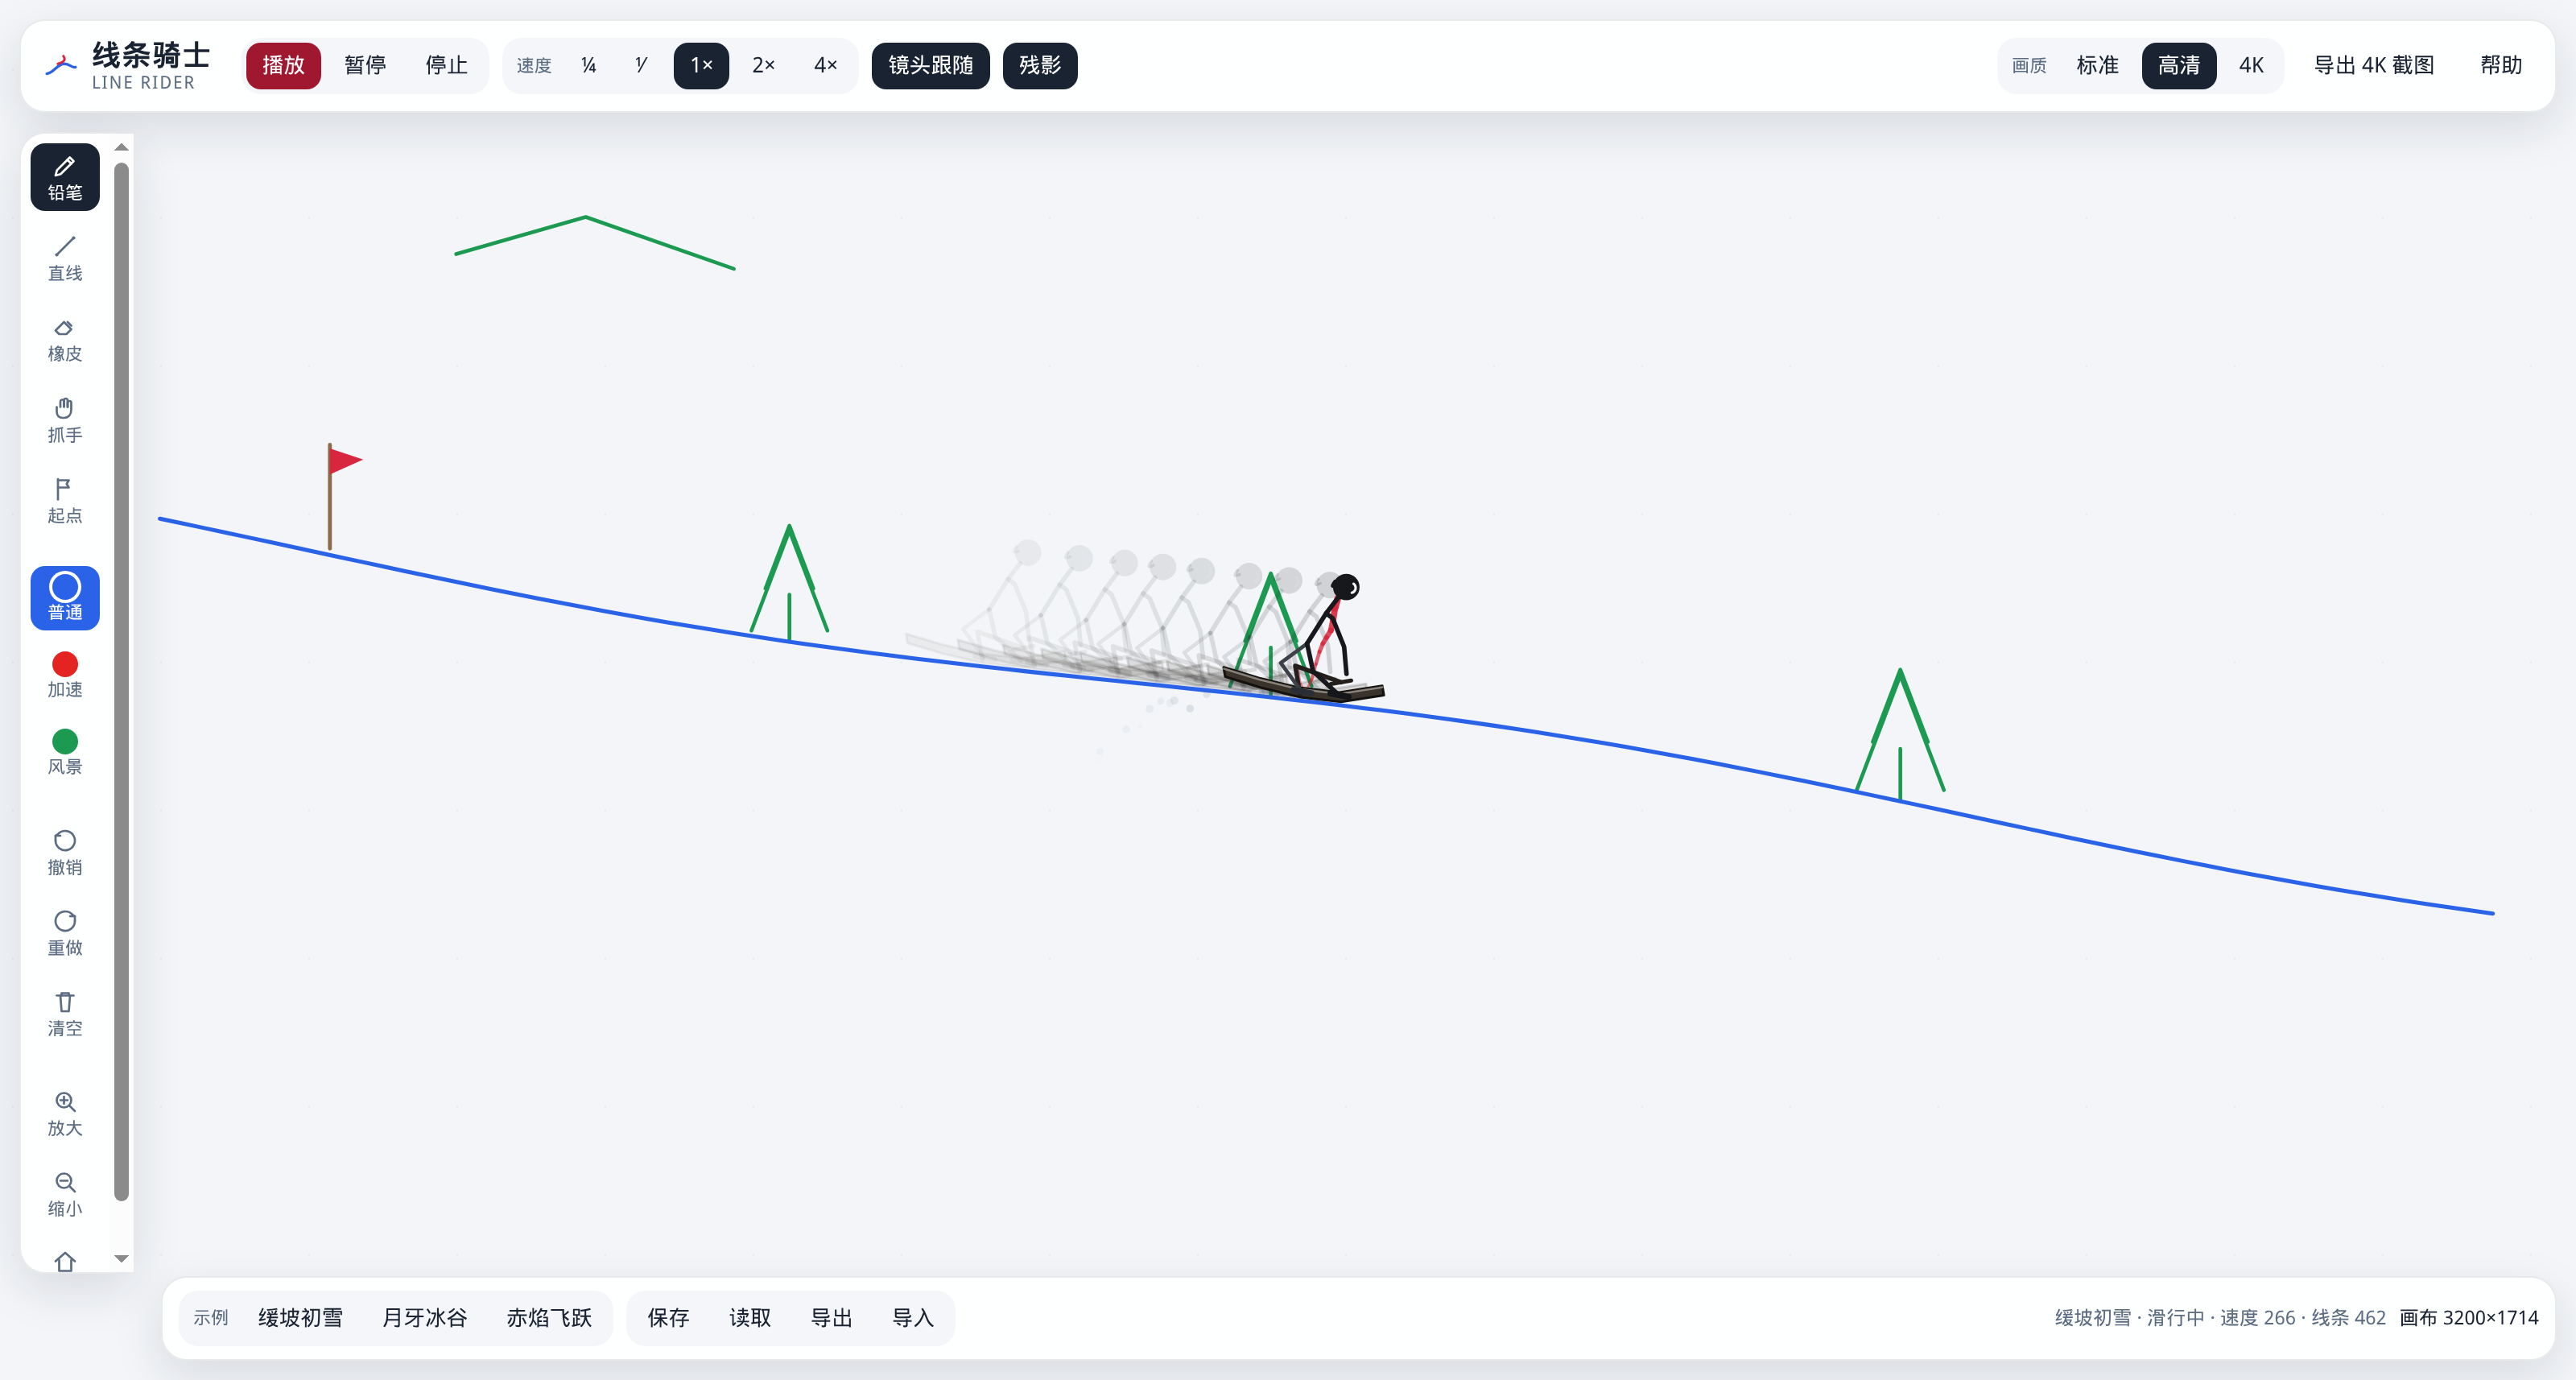 线条骑士
LINE RIDER
播放 暂停 停止
速度 ¼ ⅟ 1× 2× 4×
镜头跟随 残影
画质 标准 高清 4K
导出 4K 截图 帮助
铅笔
直线
橡皮
抓手
起点
普通
加速
风景
撤销
重做
清空
放大
缩小
示例 缓坡初雪 月牙冰谷 赤焰飞跃
保存 读取 导出 导入
缓坡初雪 · 滑行中 · 速度 266 · 线条 462 画布 3200×1714